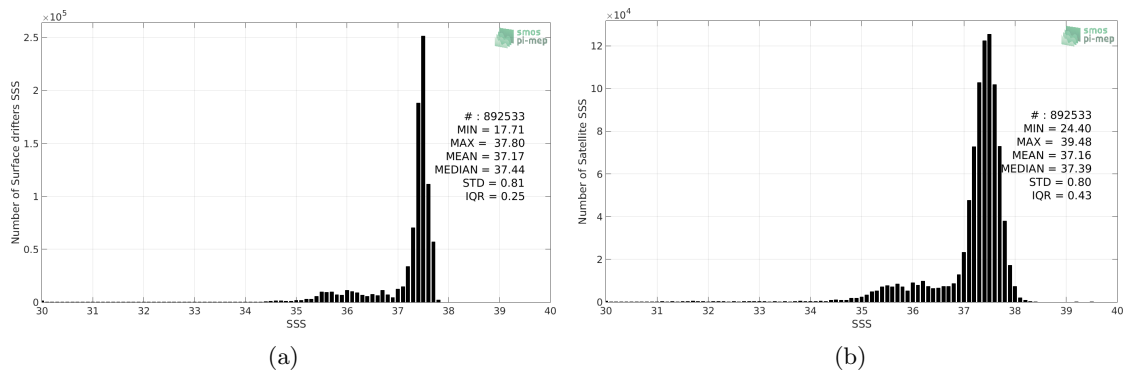 ×10⁵
2.5
2
1.5
1
0.5
0
Number of Surface drifters SSS
smos
pi-mep
# : 892533
MIN = 17.71
MAX = 37.80
MEAN = 37.17
MEDIAN = 37.44
STD = 0.81
IQR = 0.25
30 31 32 33 34 35 36 37 38 39 40
SSS
(a)
×10⁴
12
10
8
6
4
2
0
Number of Satellite SSS
smos
pi-mep
# : 892533
MIN = 24.40
MAX = 39.48
MEAN = 37.16
MEDIAN = 37.39
STD = 0.80
IQR = 0.43
30 31 32 33 34 35 36 37 38 39 40
SSS
(b)